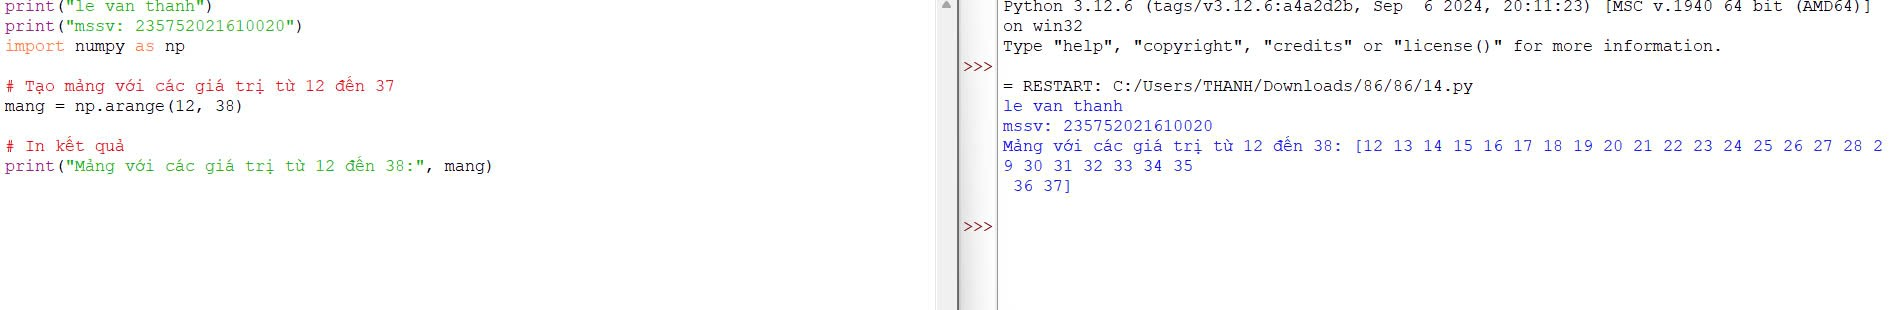 print("le van thanh")
print("mssv: 235752021610020")
import numpy as np
# Tạo mảng với các giá trị từ 12 đến 37
mang = np.arange(12, 38)
# In kết quả
print("Mảng với các giá trị từ 12 đến 38:", mang)
Python 3.12.6 (tags/v3.12.6:a4a2d2b, Sep  6 2024, 20:11:23) [MSC v.1940 64 bit (AMD64)]
on win32
Type "help", "copyright", "credits" or "license()" for more information.
>>>
= RESTART: C:/Users/THANH/Downloads/86/86/14.py
le van thanh
mssv: 235752021610020
Mảng với các giá trị từ 12 đến 38: [12 13 14 15 16 17 18 19 20 21 22 23 24 25 26 27 28 2
9 30 31 32 33 34 35
 36 37]
>>>